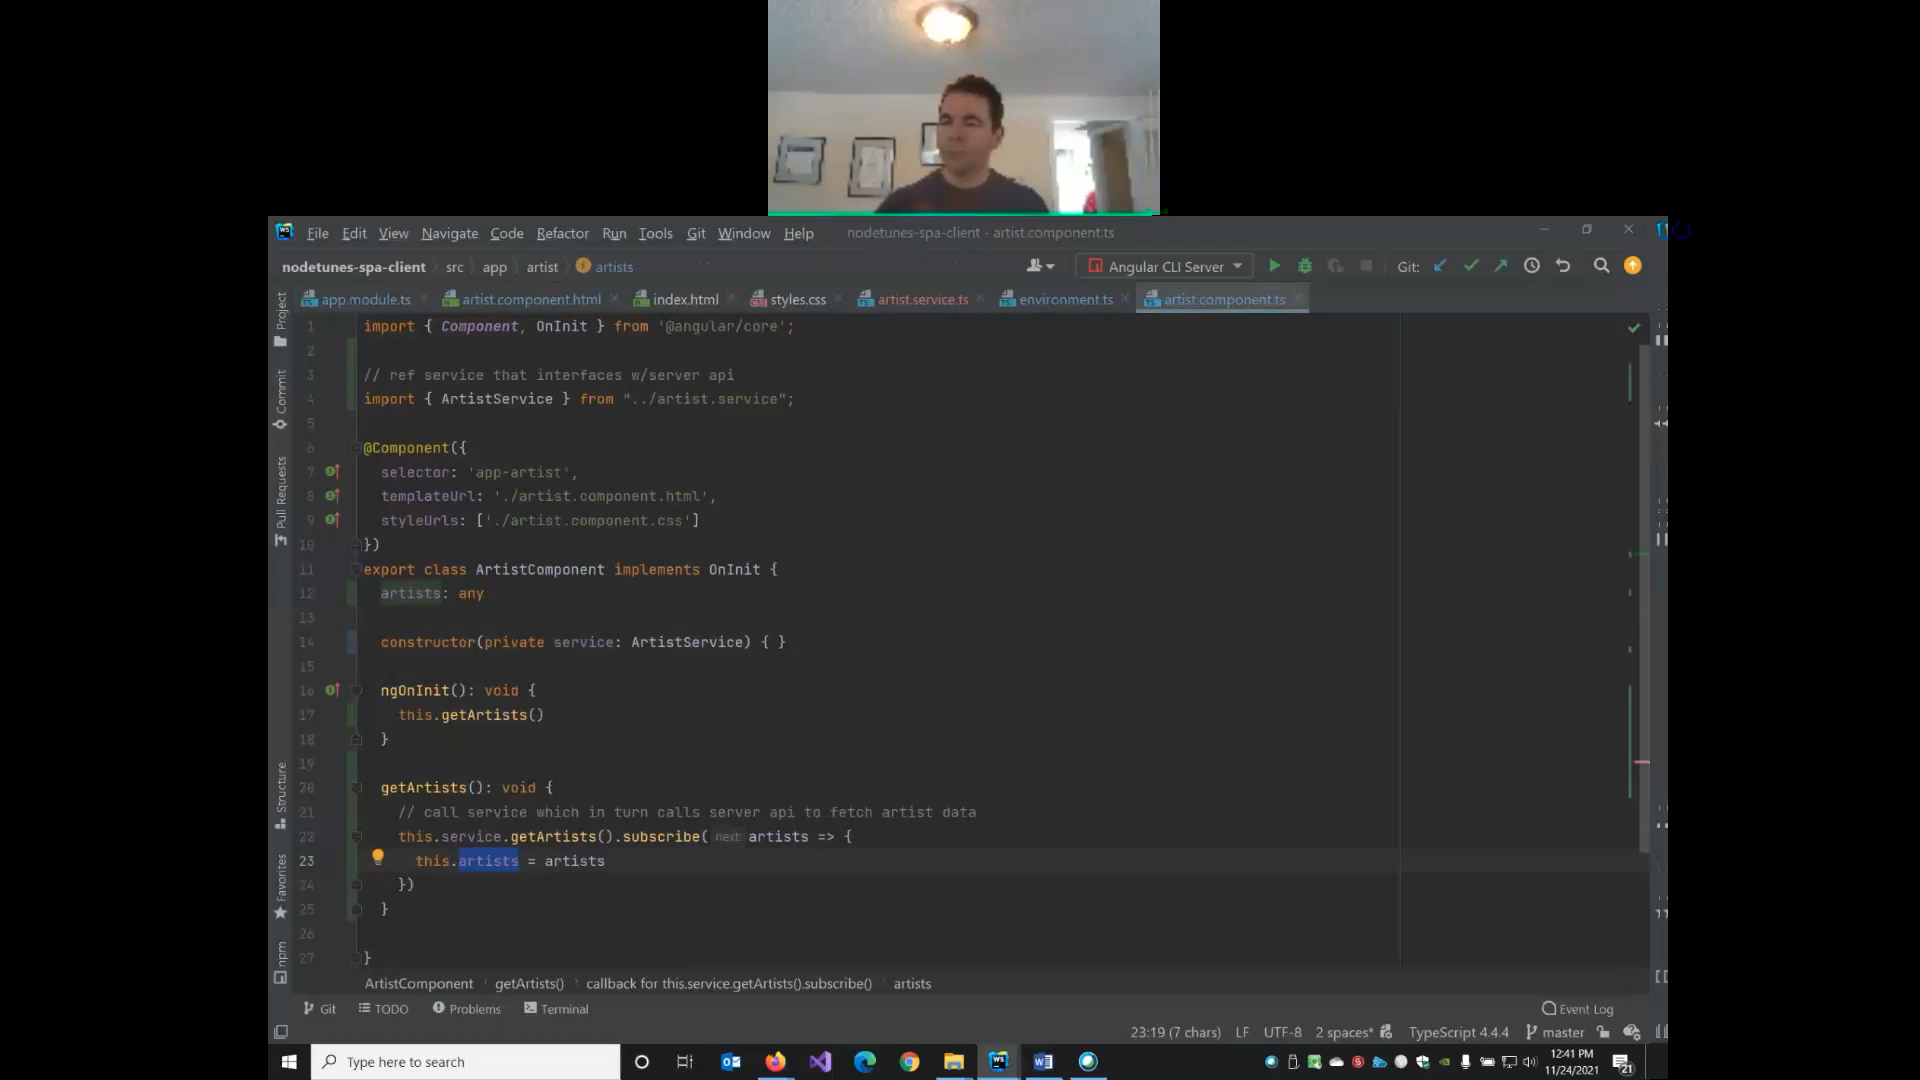 File Edit View Navigate Code Refactor Run Tools Git Window Help nodetunes-spa-client - artist.component.ts
nodetunes-spa-client src app artist artists Angular CLI Server Git:
app.module.ts artist.component.html index.html styles.css artist.service.ts environment.ts artist.component.ts
Project
Commit
Pull Requests
Structure
Favorites
npm
1 import { Component, OnInit } from '@angular/core';
2
3 // ref service that interfaces w/server api
4 import { ArtistService } from "../artist.service";
5
6 @Component({
7 selector: 'app-artist',
8 templateUrl: './artist.component.html',
9 styleUrls: ['./artist.component.css']
10 })
11 export class ArtistComponent implements OnInit {
12 artists: any
13
14 constructor(private service: ArtistService) { }
15
16 ngOnInit(): void {
17 this.getArtists()
18 }
19
20 getArtists(): void {
21 // call service which in turn calls server api to fetch artist data
22 this.service.getArtists().subscribe( next: artists => {
23 this.artists = artists
24 })
25 }
26
27 }
ArtistComponent getArtists() callback for this.service.getArtists().subscribe() artists
Git TODO Problems Terminal Event Log
23:19 (7 chars) LF UTF-8 2 spaces* TypeScript 4.4.4 master
Type here to search
12:41 PM
11/24/2021
21